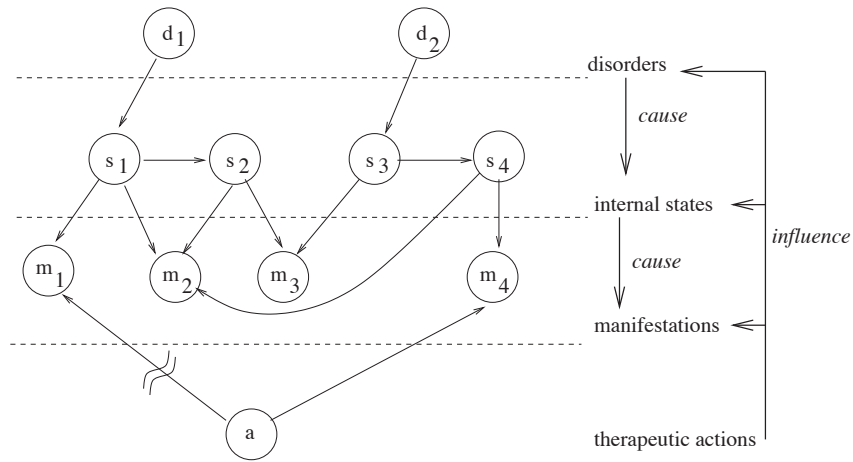 d1 d2
disorders
cause
s1 s2 s3 s4
internal states
influence
m1 m2 m3 m4
cause
manifestations
a
therapeutic actions